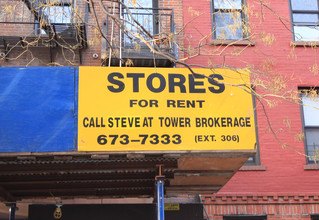 STORES
FOR RENT
CALL STEVE AT TOWER BROKERAGE
673-7333 (EXT. 306)